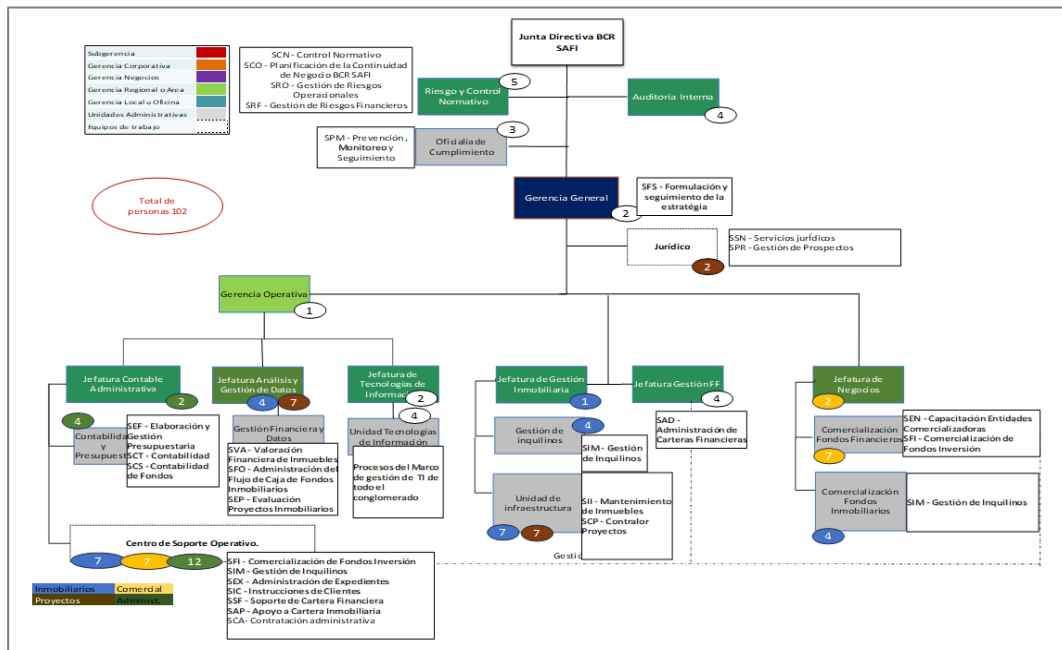 Junta Directiva BCR
SAFI
Subgerencia
Gerencia Corporativa
Gerencia Negocios
Gerencia Regional o Area
Gerencia Local u Oficina
Unidades Administrativas
Equipos de trabajo
SCN - Control Normativo
SCO - Planificación de la Continuidad
de Negocio BCR SAFI
SRO - Gestión de Riesgos
Operacionales
SRF - Gestión de Riesgos Financieros
5
Riesgo y Control
Normativo
Auditoría Interna
4
3
SPM - Prevención ,
Monitoreo y
Seguimiento
Oficialía de
Cumplimiento
Total de
personas 102
Gerencia General
2
SFS - Formulación y
seguimiento de la
estratégia
Jurídico
2
SSN - Servicios jurídicos
SPR - Gestión de Prospectos
Gerencia Operativa
1
Jefatura Contable
Administrativa
2
4
Contabilida
y
Presupuest
SEF - Elaboración y
Gestión
Presupuestaria
SCT - Contabilidad
SCS - Contabilidad
de Fondos
Jefatura Análisis y
Gestión de Datos
4
7
Gestión Financiera y
Datos
SVA - Valoración
Financiera de Inmuebles
SFO - Administración del
Flujo de Caja de Fondos
Inmobiliarios
SEP - Evaluación
Proyectos Inmobiliarios
Jefatura de
Tecnologías de
Informació
2
4
Unidad Tecnologías de
Información
Procesos del Marco
de gestión de TI de
todo el
conglomerado
Jefatura de Gestión
Inmobiliaria
1
Gestión de
inquilinos
4
SIM - Gestión
de Inquilinos
Unidad de
infraestructura
7
7
SII - Mantenimiento
de Inmuebles
SCP - Contralor
Proyectos
Jefatura Gestión FF
4
SAD -
Administración de
Carteras Financieras
Gestic
Jefatura de
Negocios
2
Comercialización
Fondos Financieros
7
SEN - Capacitación Entidades
Comercializadoras
SFI - Comercialización de
Fondos Inversión
Comercialización
Fondos
Inmobiliarios
4
SIM - Gestión de Inquilinos
Centro de Soporte Operativo.
7
7
12
SFI - Comercialización de Fondos Inversión
SIM - Gestión de Inquilinos
SEX - Administración de Expedientes
SIC - Instrucciones de Clientes
SSF - Soporte de Cartera Financiera
SAP - Apoyo a Cartera Inmobiliaria
SCA- Contratación administrativa
Inmobiliarios
Comercial
Proyectos
Administ.